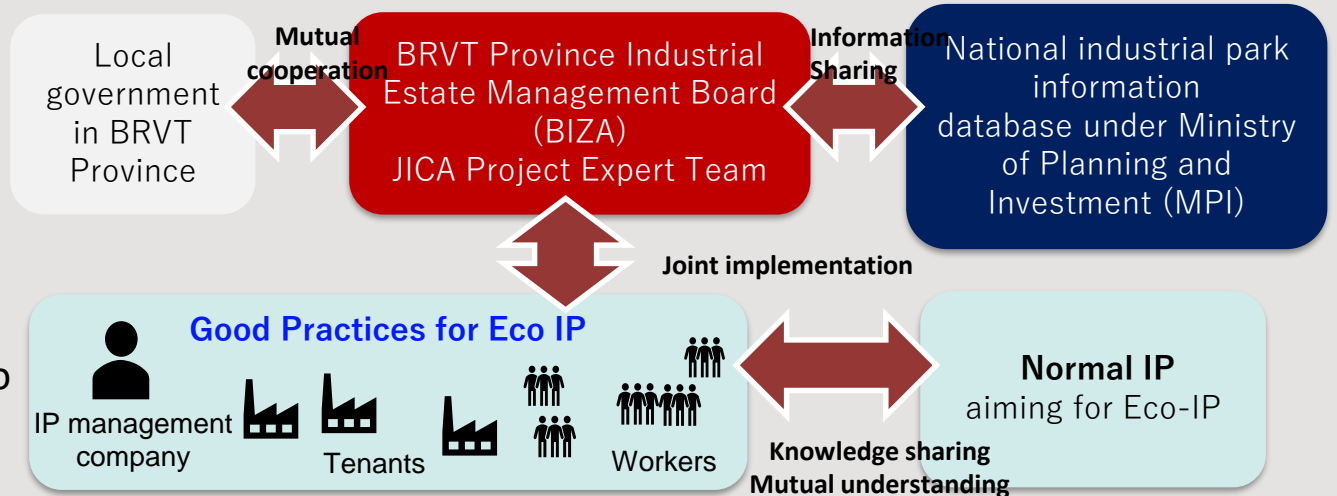 Local
government
in BRVT
Province
Mutual
cooperation
BRVT Province Industrial
Estate Management Board
(BIZA)
JICA Project Expert Team
Information
Sharing
National industrial park
information
database under Ministry
of Planning and
Investment (MPI)
Joint implementation
Good Practices for Eco IP
IP management
company
Tenants
Workers
Knowledge sharing
Mutual understanding
Normal IP
aiming for Eco-IP